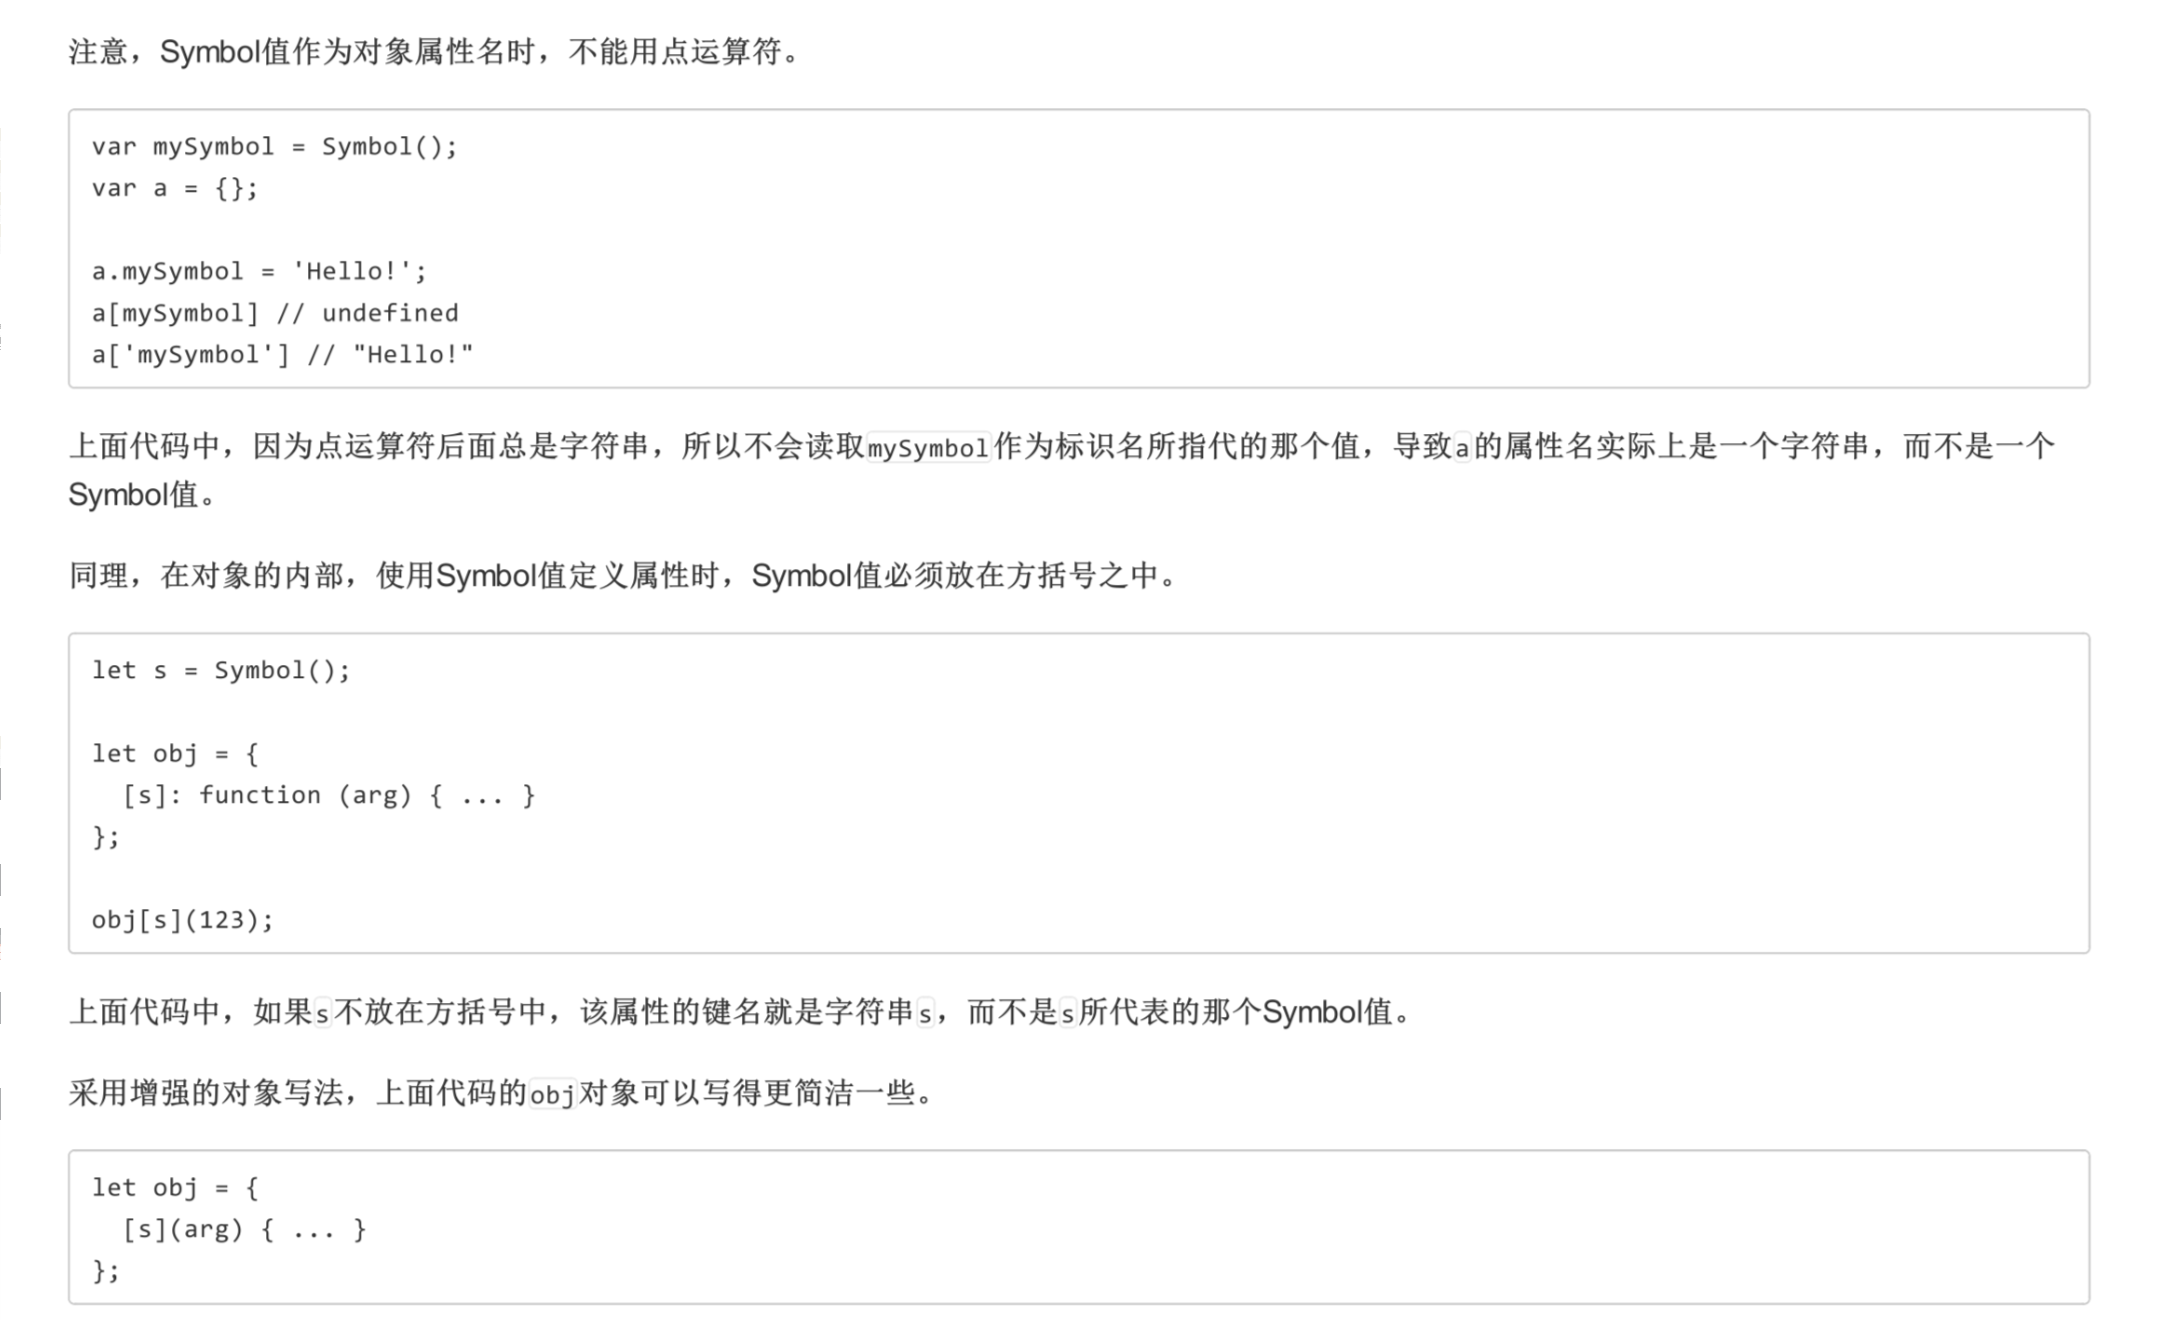 注意，Symbol值作为对象属性名时，不能用点运算符。
var mySymbol = Symbol();
var a = {};
a.mySymbol = 'Hello!';
a[mySymbol] // undefined
a['mySymbol'] // "Hello!"
上面代码中，因为点运算符后面总是字符串，所以不会读取mySymbol作为标识名所指代的那个值，导致a的属性名实际上是一个字符串，而不是一个
Symbol值。
同理，在对象的内部，使用Symbol值定义属性时，Symbol值必须放在方括号之中。
let s = Symbol();
let obj = {
  [s]: function (arg) { ... }
};
obj[s](123);
上面代码中，如果s不放在方括号中，该属性的键名就是字符串s，而不是s所代表的那个Symbol值。
采用增强的对象写法，上面代码的obj对象可以写得更简洁一些。
let obj = {
  [s](arg) { ... }
};